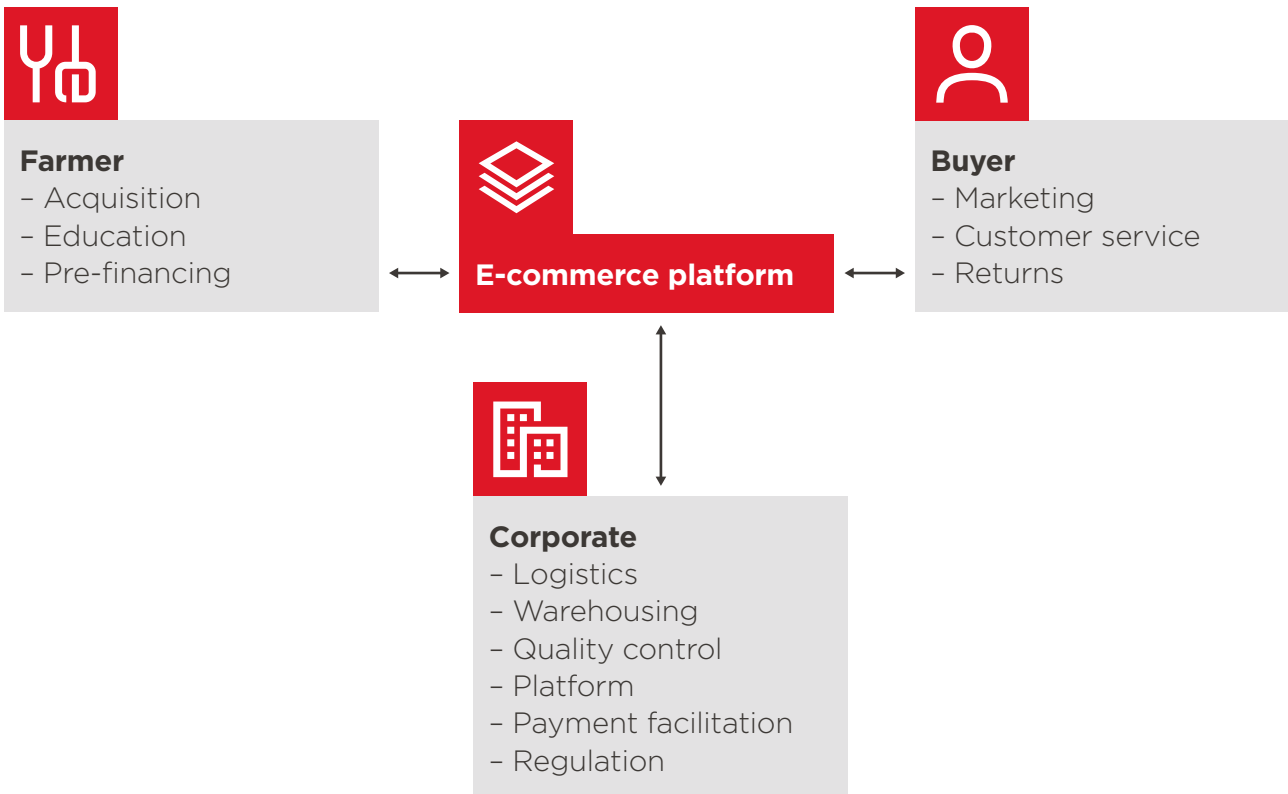 Farmer
– Acquisition
– Education
– Pre-financing
E-commerce platform
Buyer
– Marketing
– Customer service
– Returns
Corporate
– Logistics
– Warehousing
– Quality control
– Platform
– Payment facilitation
– Regulation